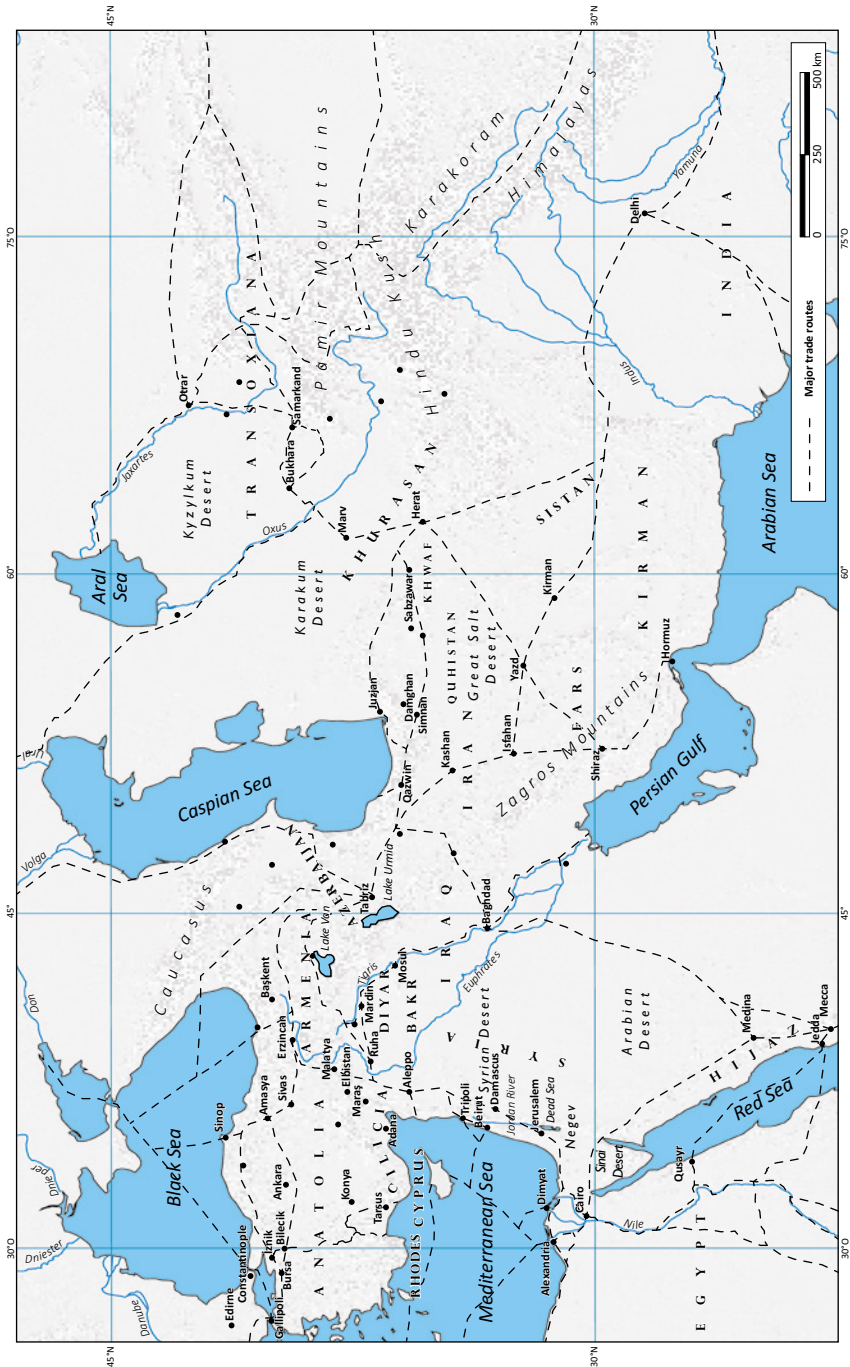 45°N
Dnieper
Don
Volga
Ural
Dniester
Danube
Aral
Sea
Jaxartes
Otrar
Caucasus
Caspian Sea
Kyzylkum
Desert
Blaek Sea
Sinop
Edirne
Constantinople
Oxus
TRANSOXIANA
Iznik
Gallipoli
Bilecik
Bursa
Ankara
Amasya
Sivas
Erzincan
Başkent
Karakum
Desert
Bukhara
Samarkand
Pamir Mountains
ANATOLIA
ARMENIA
Lake Van
AZERBAIJAN
Malatya
Elbistan
Maraş
Konya
Tarsus
CILICIA
Adana
Ruha
Mardin
Tigris
DIYAR
BAKR
Mosul
Tabriz
Lake Urmia
Marv
KHURASAN
Juzjan
Damghan
Simnan
Qazwin
Sabzawar
KHWAF
Herat
Hindu Kush
Karakoram
Himalayas
RHODES
CYPRUS
Aleppo
IRAQ
Kashan
QUHISTAN
Great Salt
Desert
IRAN
Tripoli
Beirut
Syrian Desert
Damascus
Jordan River
SYRIA
Euphrates
Baghdad
Isfahan
Yazd
Kirman
SISTAN
Mediterranean Sea
Jerusalem
Dead Sea
Negev
Zagros Mountains
FARS
Shiraz
Alexandria
Dimyat
Cairo
Sinai
Desert
30°O
45°O
60°O
75°O
30°N
Arabian
Desert
Persian Gulf
KIRMAN
Hormuz
Indus
Delhi
Yamuna
INDIA
Nile
Qusayr
EGYPT
Red Sea
HIJAZ
Medina
Jedda
Mecca
Arabian Sea
Major trade routes
0
250
500 km